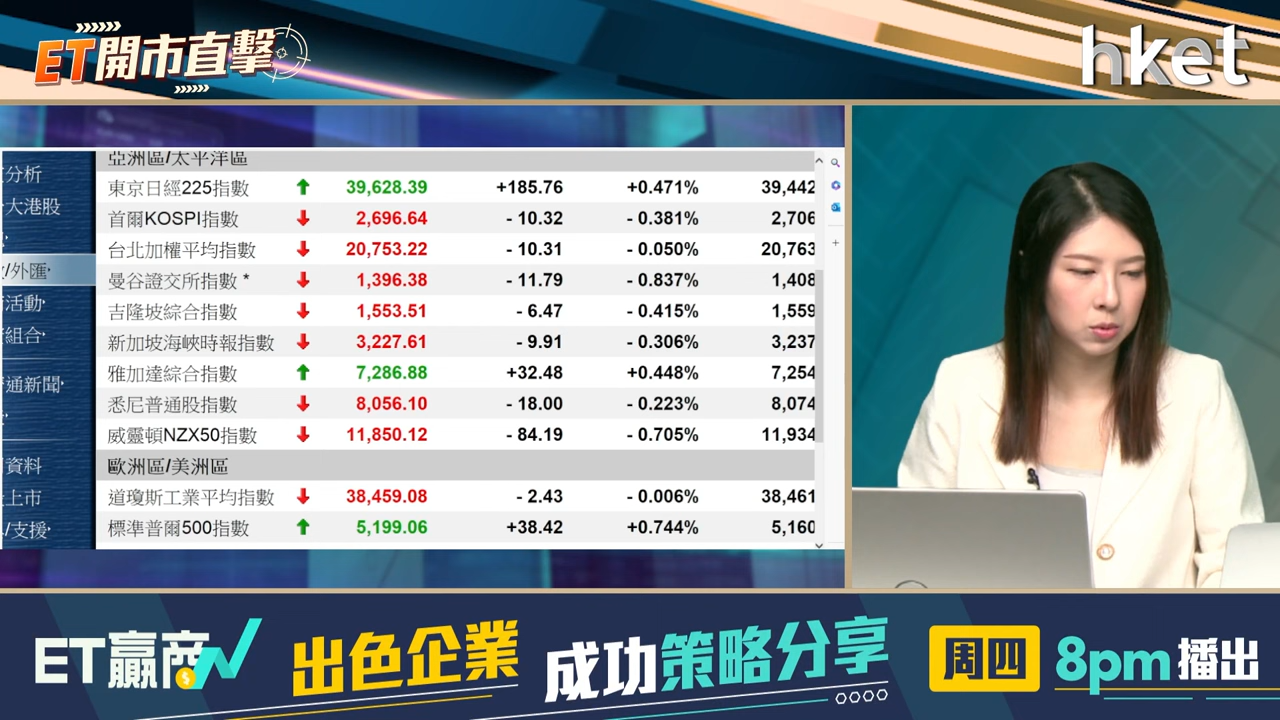 ET開市直擊
hket
分析
大港股
/外匯
活動
組合
通新聞
資料
上市
/支援
亞洲區/太平洋區
東京日經225指數 39,628.39 +185.76 +0.471% 39,442
首爾KOSPI指數 2,696.64 - 10.32 - 0.381% 2,706
台北加權平均指數 20,753.22 - 10.31 - 0.050% 20,763
曼谷證交所指數 * 1,396.38 - 11.79 - 0.837% 1,408
吉隆坡綜合指數 1,553.51 - 6.47 - 0.415% 1,559
新加坡海峽時報指數 3,227.61 - 9.91 - 0.306% 3,237
雅加達綜合指數 7,286.88 +32.48 +0.448% 7,254
悉尼普通股指數 8,056.10 - 18.00 - 0.223% 8,074
威靈頓NZX50指數 11,850.12 - 84.19 - 0.705% 11,934
歐洲區/美洲區
道瓊斯工業平均指數 38,459.08 - 2.43 - 0.006% 38,461
標準普爾500指數 5,199.06 +38.42 +0.744% 5,160
ET贏商
出色企業 成功策略分享
周四 8pm播出